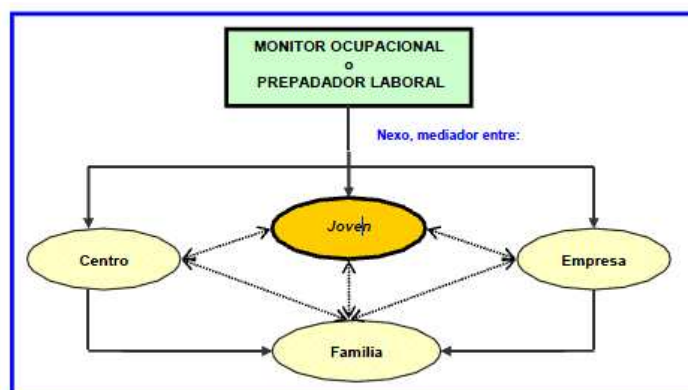 MONITOR OCUPACIONAL
o
PREPADADOR LABORAL
Nexo, mediador entre:
Joven
Centro
Empresa
Familia